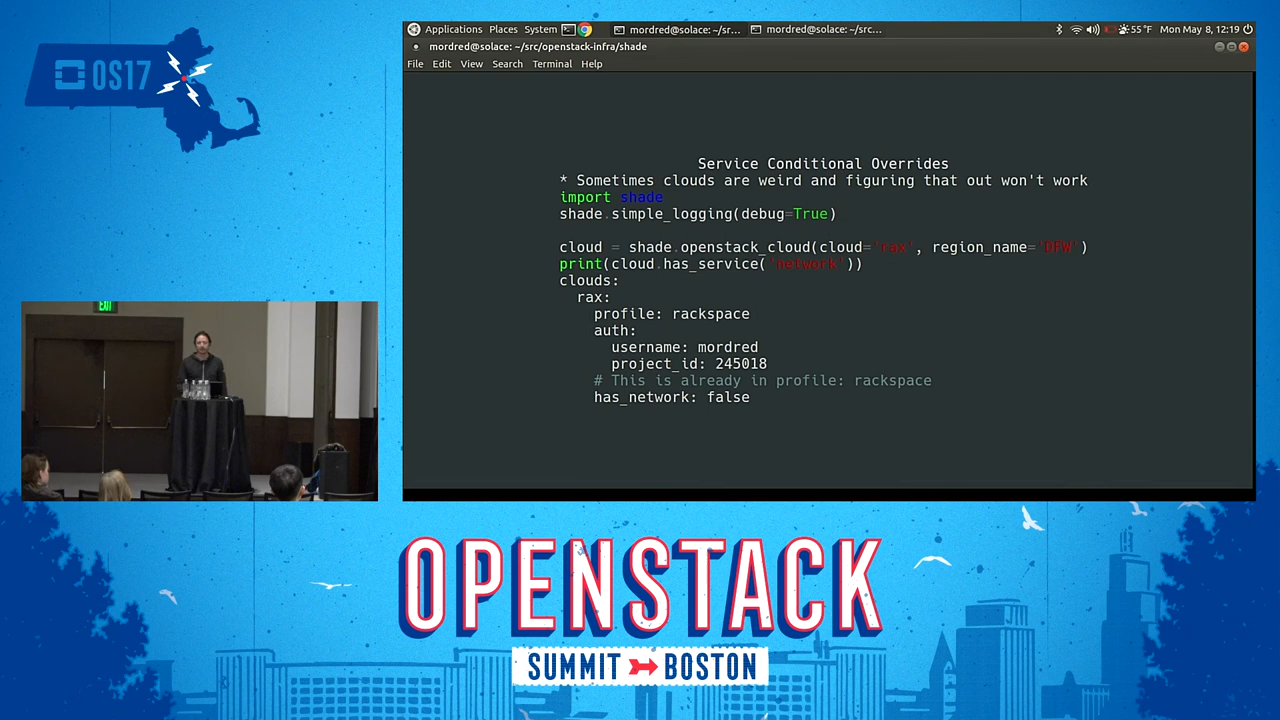 OS17
Applications Places System mordred@solace: ~/sr... mordred@solace: ~/src... 55 °F Mon May 8, 12:19
mordred@solace: ~/src/openstack-infra/shade
File Edit View Search Terminal Help
Service Conditional Overrides
* Sometimes clouds are weird and figuring that out won't work
import shade
shade.simple_logging(debug=True)
cloud = shade.openstack_cloud(cloud='rax', region_name='DFW')
print(cloud.has_service('network'))
clouds:
rax:
profile: rackspace
auth:
username: mordred
project_id: 245018
# This is already in profile: rackspace
has_network: false
EXIT
OPENSTACK
SUMMIT BOSTON